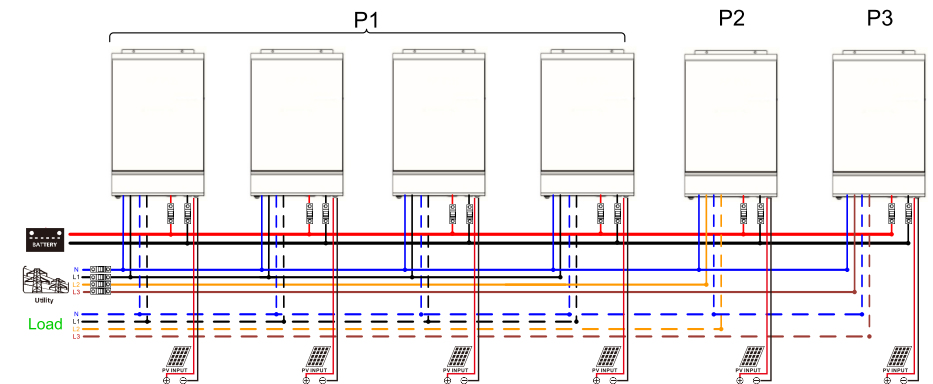 P1
P2
P3
BATTERY
N
L1
L2
L3
Utility
Load
N
L1
L2
L3
PV INPUT
PV INPUT
PV INPUT
PV INPUT
PV INPUT
PV INPUT